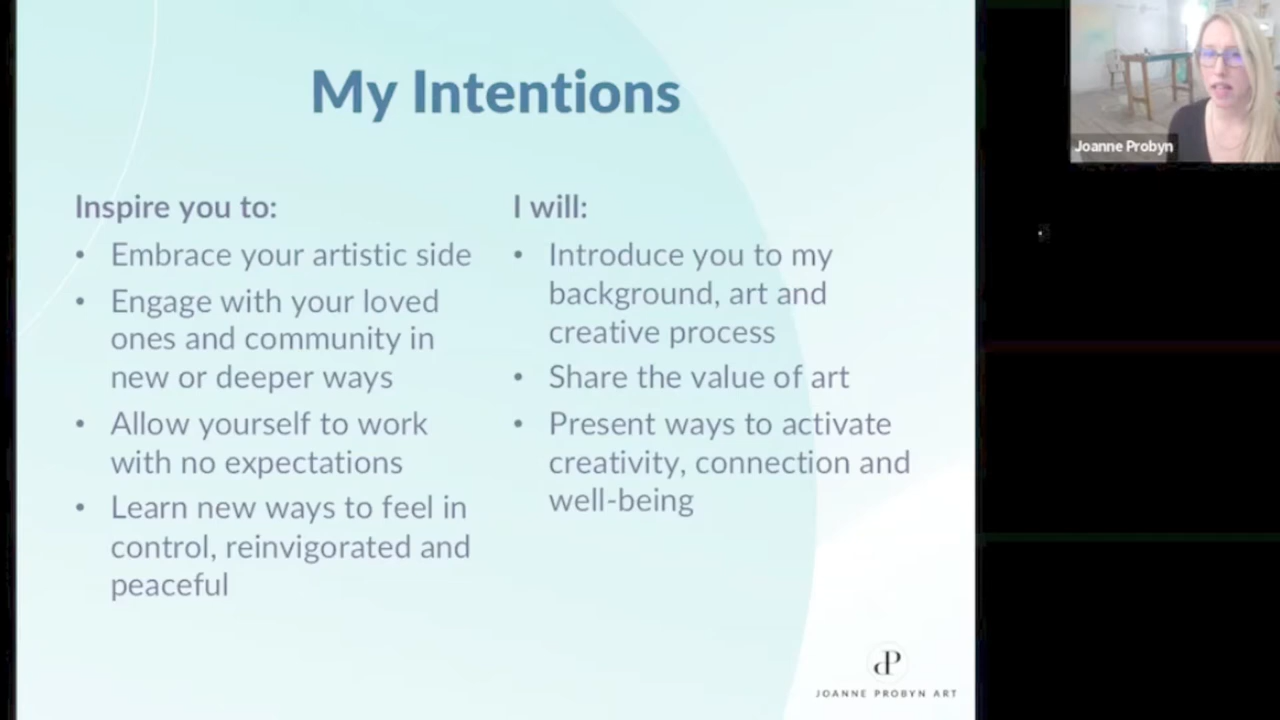 My Intentions
Inspire you to:
• Embrace your artistic side
• Engage with your loved
ones and community in
new or deeper ways
• Allow yourself to work
with no expectations
• Learn new ways to feel in
control, reinvigorated and
peaceful
I will:
• Introduce you to my
background, art and
creative process
• Share the value of art
• Present ways to activate
creativity, connection and
well-being
JP
JOANNE PROBYN ART
Joanne Probyn